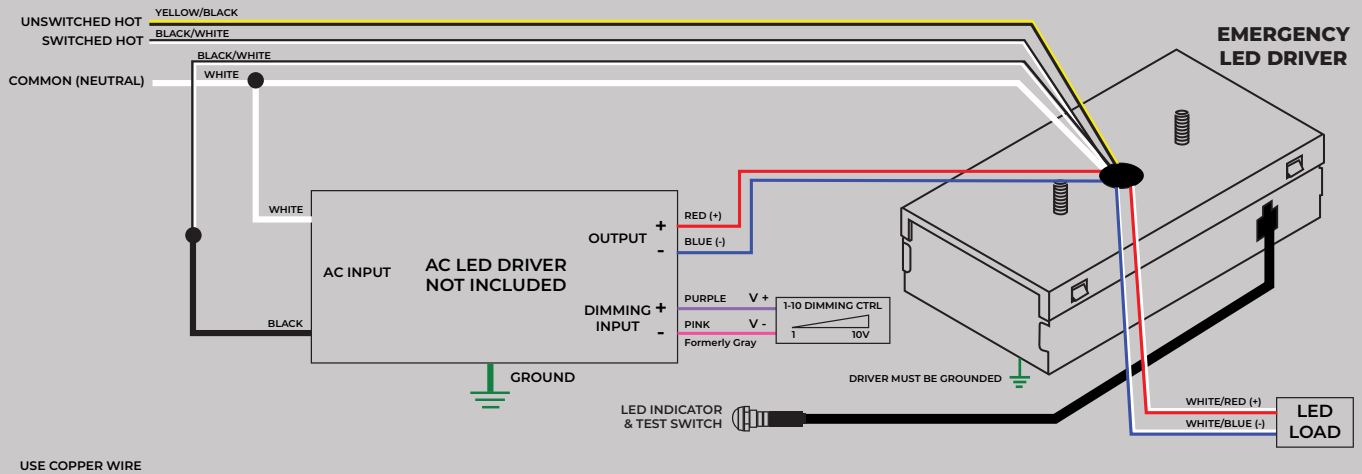 YELLOW/BLACK
UNSWITCHED HOT
BLACK/WHITE
SWITCHED HOT
BLACK/WHITE
WHITE
COMMON (NEUTRAL)
EMERGENCY
LED DRIVER
WHITE
AC INPUT
BLACK
AC LED DRIVER
NOT INCLUDED
OUTPUT
+
-
RED (+)
BLUE (-)
DIMMING
INPUT
+
-
PURPLE
V +
PINK
V -
Formerly Gray
1-10 DIMMING CTRL
1
10V
GROUND
DRIVER MUST BE GROUNDED
LED INDICATOR
& TEST SWITCH
WHITE/RED (+)
WHITE/BLUE (-)
LED
LOAD
USE COPPER WIRE